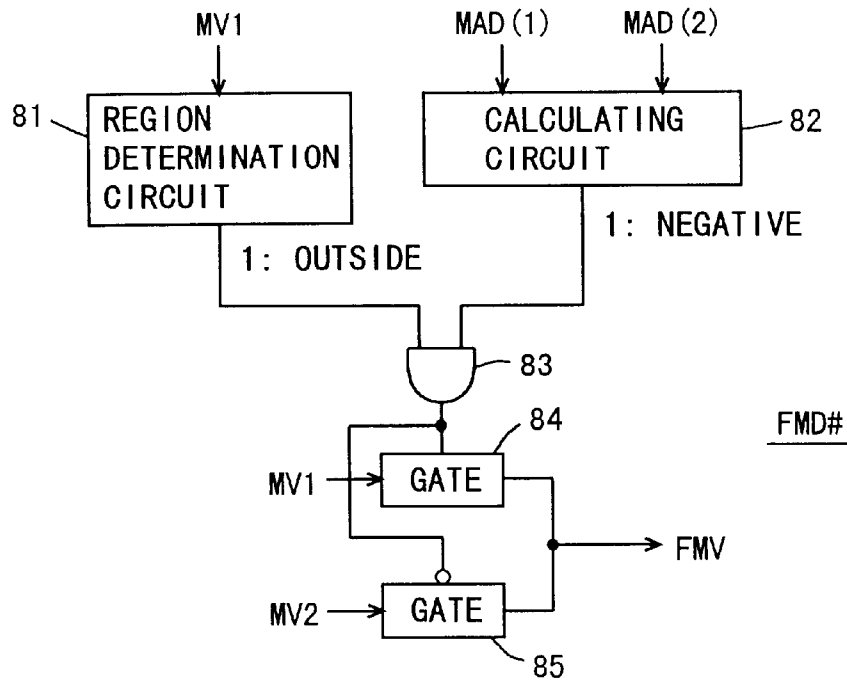 MV1
MAD(1)
MAD(2)
81
REGION
DETERMINATION
CIRCUIT
CALCULATING
CIRCUIT
82
1: OUTSIDE
1: NEGATIVE
83
84
FMD#
MV1
GATE
FMV
MV2
GATE
85